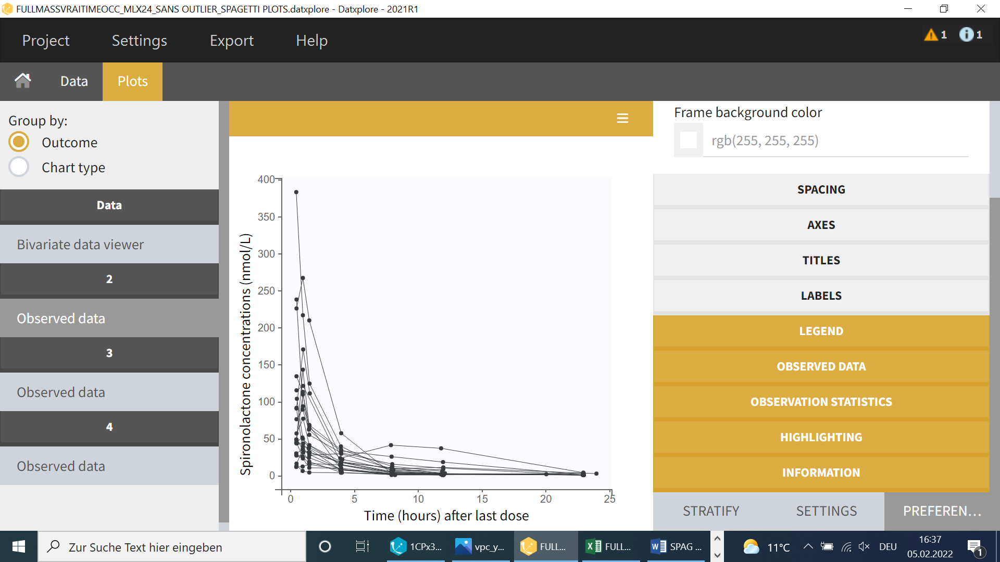 FULLMASSVRAITIMEOCC_MLX24_SANS OUTLIER_SPAGETTI PLOTS.datxplore - Datxplore - 2021R1
Project Settings Export Help
1 1
Data Plots
Group by:
Outcome
Chart type
Data
Bivariate data viewer
2
Observed data
3
Observed data
4
Observed data
400
350
300
250
200
150
100
50
0
Spironolactone concentrations (nmol/L)
0 5 10 15 20 25
Time (hours) after last dose
Frame background color
rgb(255, 255, 255)
SPACING
AXES
TITLES
LABELS
LEGEND
OBSERVED DATA
OBSERVATION STATISTICS
HIGHLIGHTING
INFORMATION
STRATIFY SETTINGS PREFEREN...
Zur Suche Text hier eingeben
1CPx3... vpc_y... FULL... FULL... SPAG ...
11°C DEU
16:37
05.02.2022
1